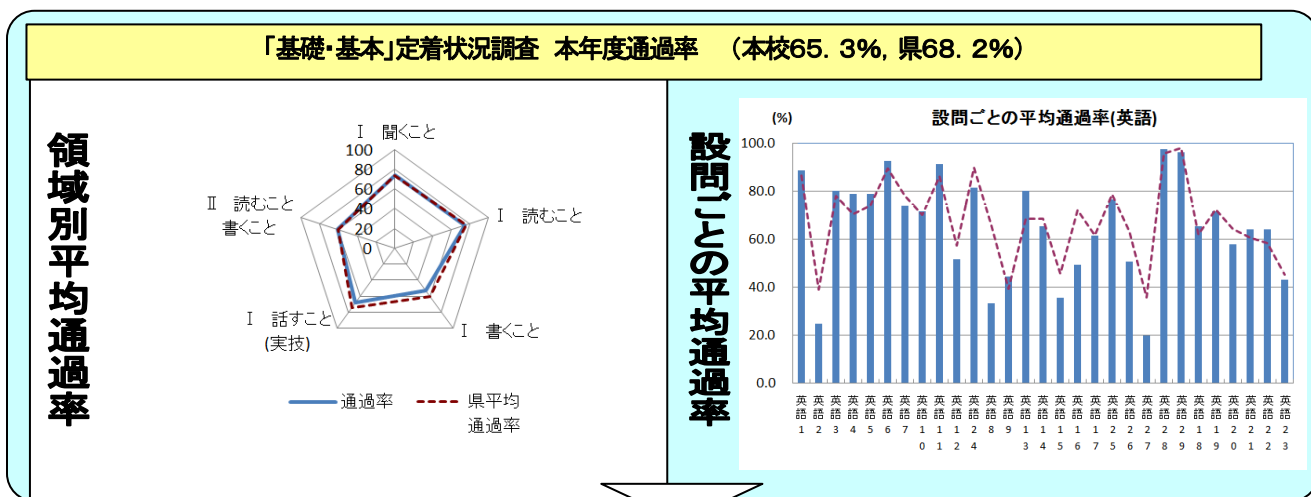 「基礎・基本」定着状況調査 本年度通過率 (本校65.3%, 県68.2%)
領域別平均通過率
Ⅰ 聞くこと
Ⅰ 読むこと
Ⅰ 書くこと
Ⅰ 話すこと
(実技)
Ⅱ 読むこと
書くこと
100
80
60
40
20
0
通過率
県平均
通過率
設問ごとの平均通過率
(%)
設問ごとの平均通過率(英語)
100.0
80.0
60.0
40.0
20.0
0.0
英語1
英語2
英語3
英語4
英語5
英語6
英語7
英語10
英語11
英語12
英語24
英語8
英語9
英語13
英語14
英語15
英語16
英語17
英語25
英語26
英語27
英語28
英語29
英語18
英語19
英語20
英語21
英語22
英語23